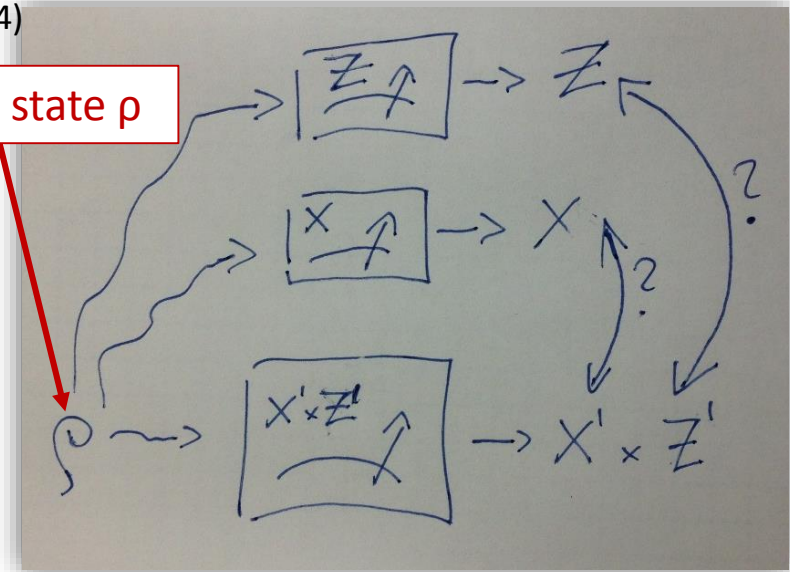 4)
state ρ
Z → Z
?
X → X
?
ρ → X' × Z' → X' × Z'